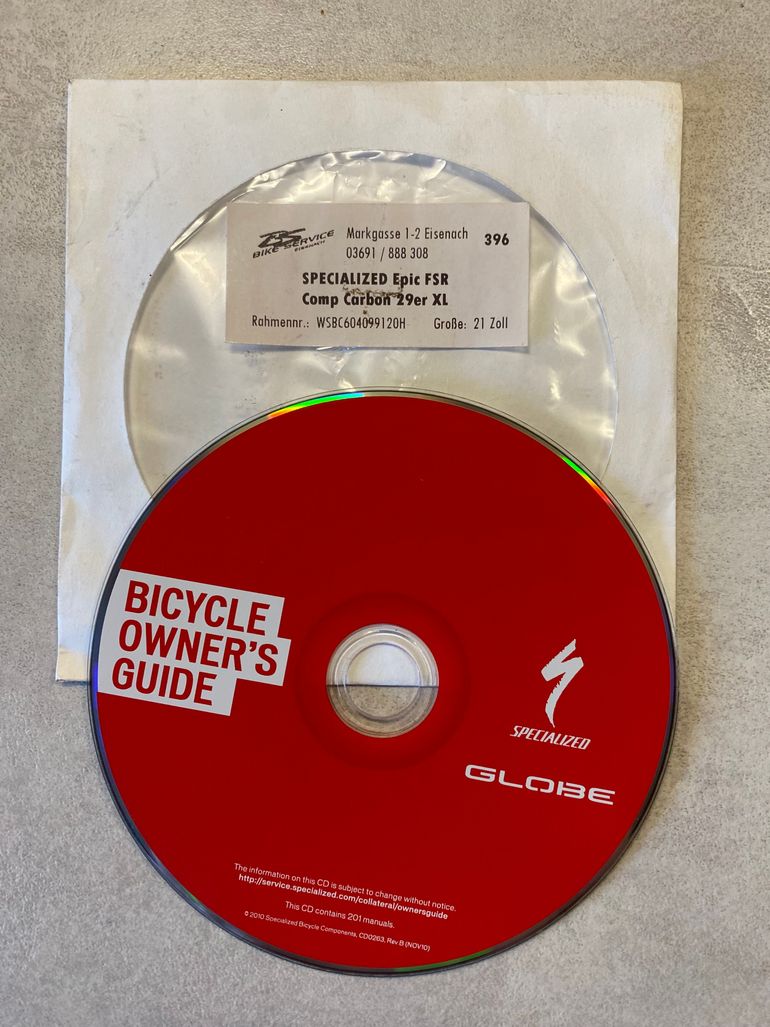 BIKE SERVICE
EISENACH
Markgasse 1-2 Eisenach
03691 / 888 308
396
SPECIALIZED Epic FSR
Comp Carbon 29er XL
Rahmennr.: WSBC604099120H Große: 21 Zoll
BICYCLE
OWNER'S
GUIDE
SPECIALIZED
GLOBE
The information on this CD is subject to change without notice.
http://service.specialized.com/collateral/ownersguide
This CD contains 201 manuals.
© 2010 Specialized Bicycle Components, CD0263, Rev B (NOV10)